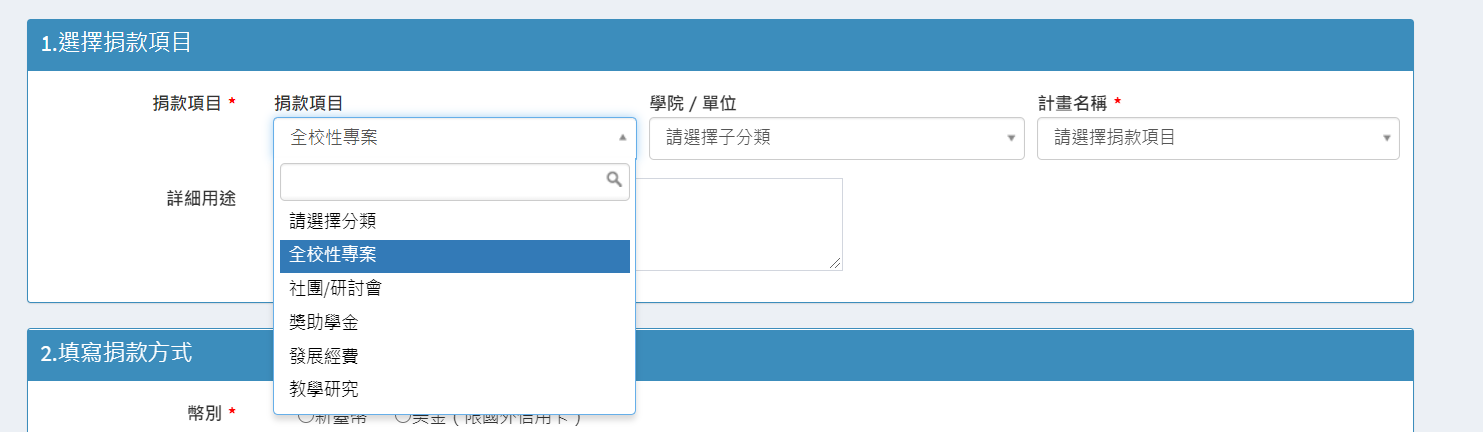 1.選擇捐款項目
捐款項目 * 捐款項目 學院 / 單位 計畫名稱 *
全校性專案 請選擇子分類 請選擇捐款項目
詳細用途
請選擇分類
全校性專案
社團/研討會
獎助學金
發展經費
教學研究
2.填寫捐款方式
幣別 * 新臺幣 美金 ( 限國外信用卡 )